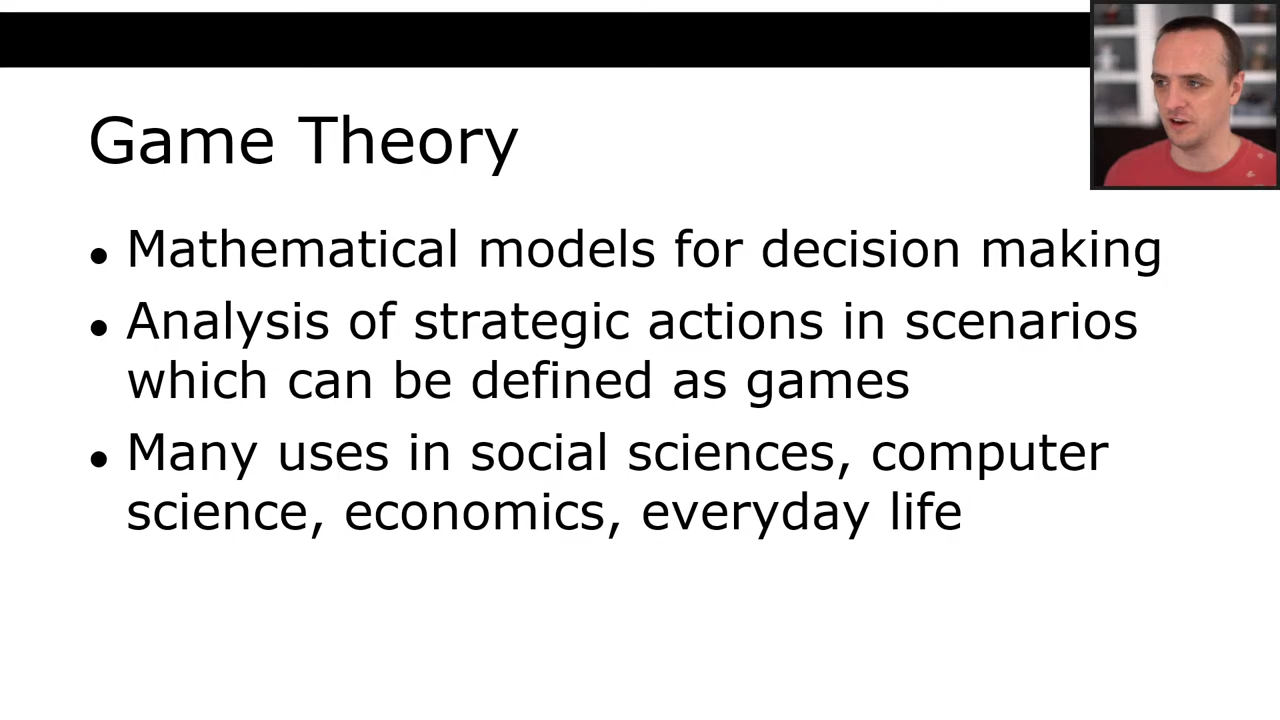 Game Theory
• Mathematical models for decision making
• Analysis of strategic actions in scenarios
which can be defined as games
• Many uses in social sciences, computer
science, economics, everyday life